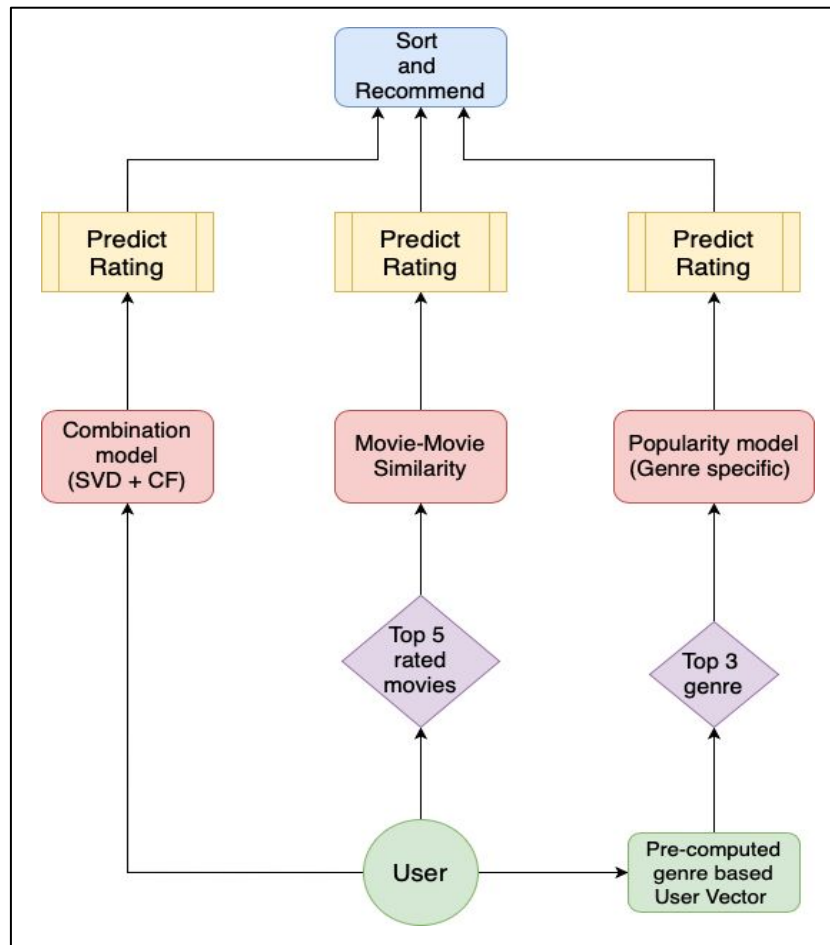 Sort
and
Recommend
Predict
Rating
Predict
Rating
Predict
Rating
Combination
model
(SVD + CF)
Movie-Movie
Similarity
Popularity model
(Genre specific)
Top 5
rated
movies
Top 3
genre
User
Pre-computed
genre based
User Vector